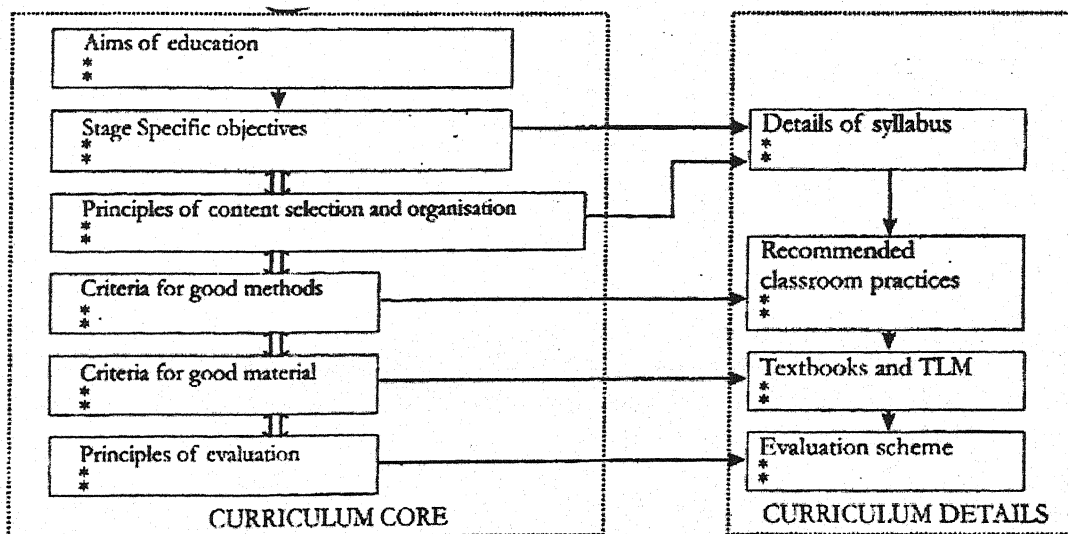 Aims of education
*
*
Stage Specific objectives
*
*
Principles of content selection and organisation
*
*
Criteria for good methods
*
*
Criteria for good material
*
*
Principles of evaluation
*
*
CURRICULUM CORE
Details of syllabus
*
*
Recommended
classroom practices
*
*
Textbooks and TLM
*
*
Evaluation scheme
*
*
CURRICULUM DETAILS